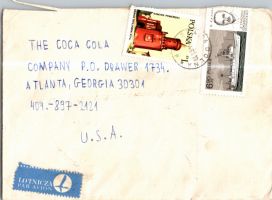 THE COCA COLA
COMPANY P.O. DRAWER 1734.
ATLANTA, GEORGIA 30301
404-897-2121
U.S.A.
POLSKA
LOTNICZA
PAR AVION